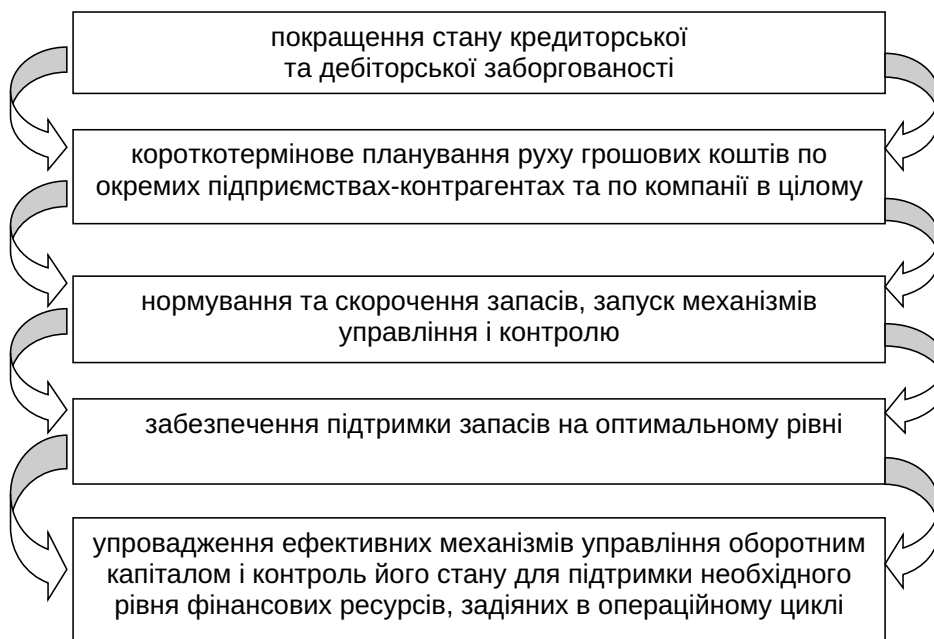 покращення стану кредиторської
та дебіторської заборгованості
короткотермінове планування руху грошових коштів по
окремих підприємствах-контрагентах та по компанії в цілому
нормування та скорочення запасів, запуск механізмів
управління і контролю
забезпечення підтримки запасів на оптимальному рівні
упровадження ефективних механізмів управління оборотним
капіталом і контроль його стану для підтримки необхідного
рівня фінансових ресурсів, задіяних в операційному циклі